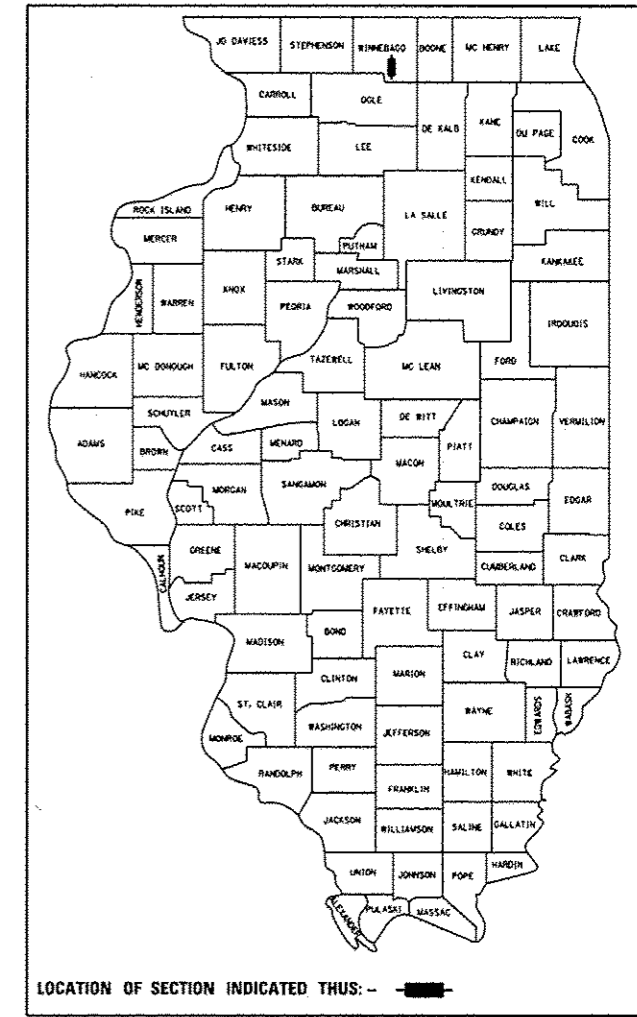 JO DAVIESS
STEPHENSON
WINNEBAGO
BOONE
MC HENRY
LAKE
CARROLL
OGLE
DE KALB
KANE
DU PAGE
COOK
WHITESIDE
LEE
KENDALL
WILL
ROCK ISLAND
HENRY
BUREAU
LA SALLE
GRUNDY
MERCER
PUTNAM
KANKAKEE
STARK
MARSHALL
HENDERSON
WARREN
KNOX
PEORIA
WOODFORD
LIVINGSTON
IROQUOIS
HANCOCK
MC DONOUGH
FULTON
TAZEWELL
MC LEAN
FORD
SCHUYLER
MASON
LOGAN
DE WITT
CHAMPAIGN
VERMILION
ADAMS
BROWN
CASS
MENARD
PIATT
MACON
PIKE
SCOTT
MORGAN
SANGAMON
MOULTRIE
DOUGLAS
EDGAR
CHRISTIAN
COLES
CALHOUN
GREENE
MACOUPIN
MONTGOMERY
SHELBY
CUMBERLAND
CLARK
JERSEY
FAYETTE
EFFINGHAM
JASPER
CRAWFORD
MADISON
BOND
CLAY
RICHLAND
LAWRENCE
CLINTON
MARION
ST. CLAIR
WAYNE
EDWARDS
WABASH
MONROE
WASHINGTON
JEFFERSON
RANDOLPH
PERRY
HAMILTON
WHITE
FRANKLIN
JACKSON
WILLIAMSON
SALINE
GALLATIN
UNION
JOHNSON
POPE
HARDIN
ALEXANDER
PULASKI
MASSAC
LOCATION OF SECTION INDICATED THUS: -